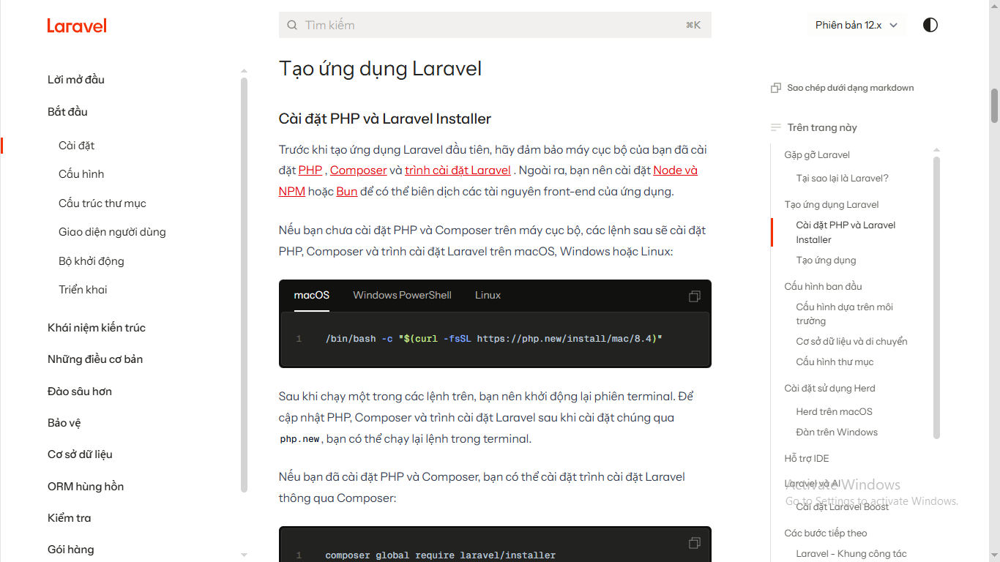 Laravel
Tìm kiếm
⌘K
Phiên bản 12.x
Lời mở đầu
Bắt đầu
Cài đặt
Cấu hình
Cấu trúc thư mục
Giao diện người dùng
Bộ khởi động
Triển khai
Khái niệm kiến trúc
Những điều cơ bản
Đào sâu hơn
Bảo vệ
Cơ sở dữ liệu
ORM hùng hồn
Kiểm tra
Gói hàng
Tạo ứng dụng Laravel
Cài đặt PHP và Laravel Installer
Trước khi tạo ứng dụng Laravel đầu tiên, hãy đảm bảo máy cục bộ của bạn đã cài
đặt PHP , Composer và trình cài đặt Laravel . Ngoài ra, bạn nên cài đặt Node và
NPM hoặc Bun để có thể biên dịch các tài nguyên front-end của ứng dụng.
Nếu bạn chưa cài đặt PHP và Composer trên máy cục bộ, các lệnh sau sẽ cài đặt
PHP, Composer và trình cài đặt Laravel trên macOS, Windows hoặc Linux:
macOS Windows PowerShell Linux
1 /bin/bash -c "$(curl -fsSL https://php.new/install/mac/8.4)"
Sau khi chạy một trong các lệnh trên, bạn nên khởi động lại phiên terminal. Để
cập nhật PHP, Composer và trình cài đặt Laravel sau khi cài đặt chúng qua
php.new, bạn có thể chạy lại lệnh trong terminal.
Nếu bạn đã cài đặt PHP và Composer, bạn có thể cài đặt trình cài đặt Laravel
thông qua Composer:
1 composer global require laravel/installer
Sao chép dưới dạng markdown
Trên trang này
Gặp gỡ Laravel
Tại sao lại là Laravel?
Tạo ứng dụng Laravel
Cài đặt PHP và Laravel
Installer
Tạo ứng dụng
Cấu hình ban đầu
Cấu hình dựa trên môi
trường
Cơ sở dữ liệu và di chuyển
Cấu hình thư mục
Cài đặt sử dụng Herd
Herd trên macOS
Đàn trên Windows
Hỗ trợ IDE
Laravel và AI
Cài đặt Laravel Boost
Các bước tiếp theo
Laravel - Khung công tác
Activate Windows
Go to Settings to activate Windows.